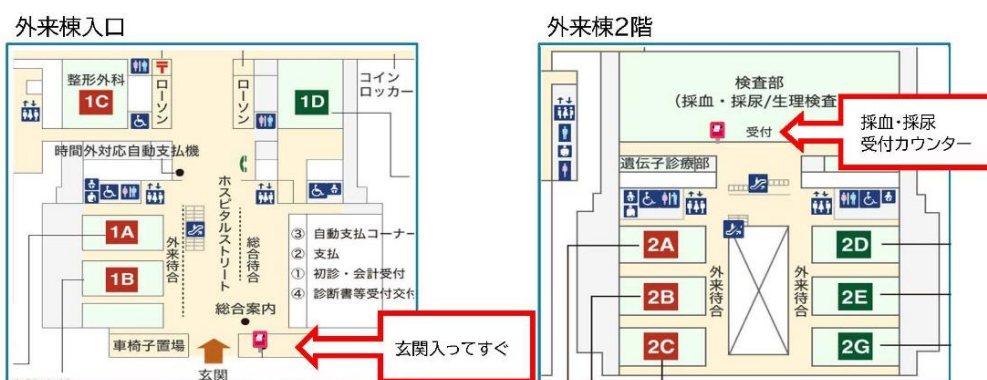 外来棟入口
整形外科
1C
〒
ローソン
ローソン
1D
コイン
ロッカー
時間外対応自動支払機
1A
1B
外来待合
ホスピタルストリート
総合待合
③ 自動支払コーナー
② 支払
① 初診・会計受付
④ 診断書等受付交付
総合案内
車椅子置場
玄関
玄関入ってすぐ
外来棟2階
検査部
(採血・採尿/生理検査
受付
採血・採尿
受付カウンター
遺伝子診療部
2A
2B
2C
外来待合
外来待合
2D
2E
2G